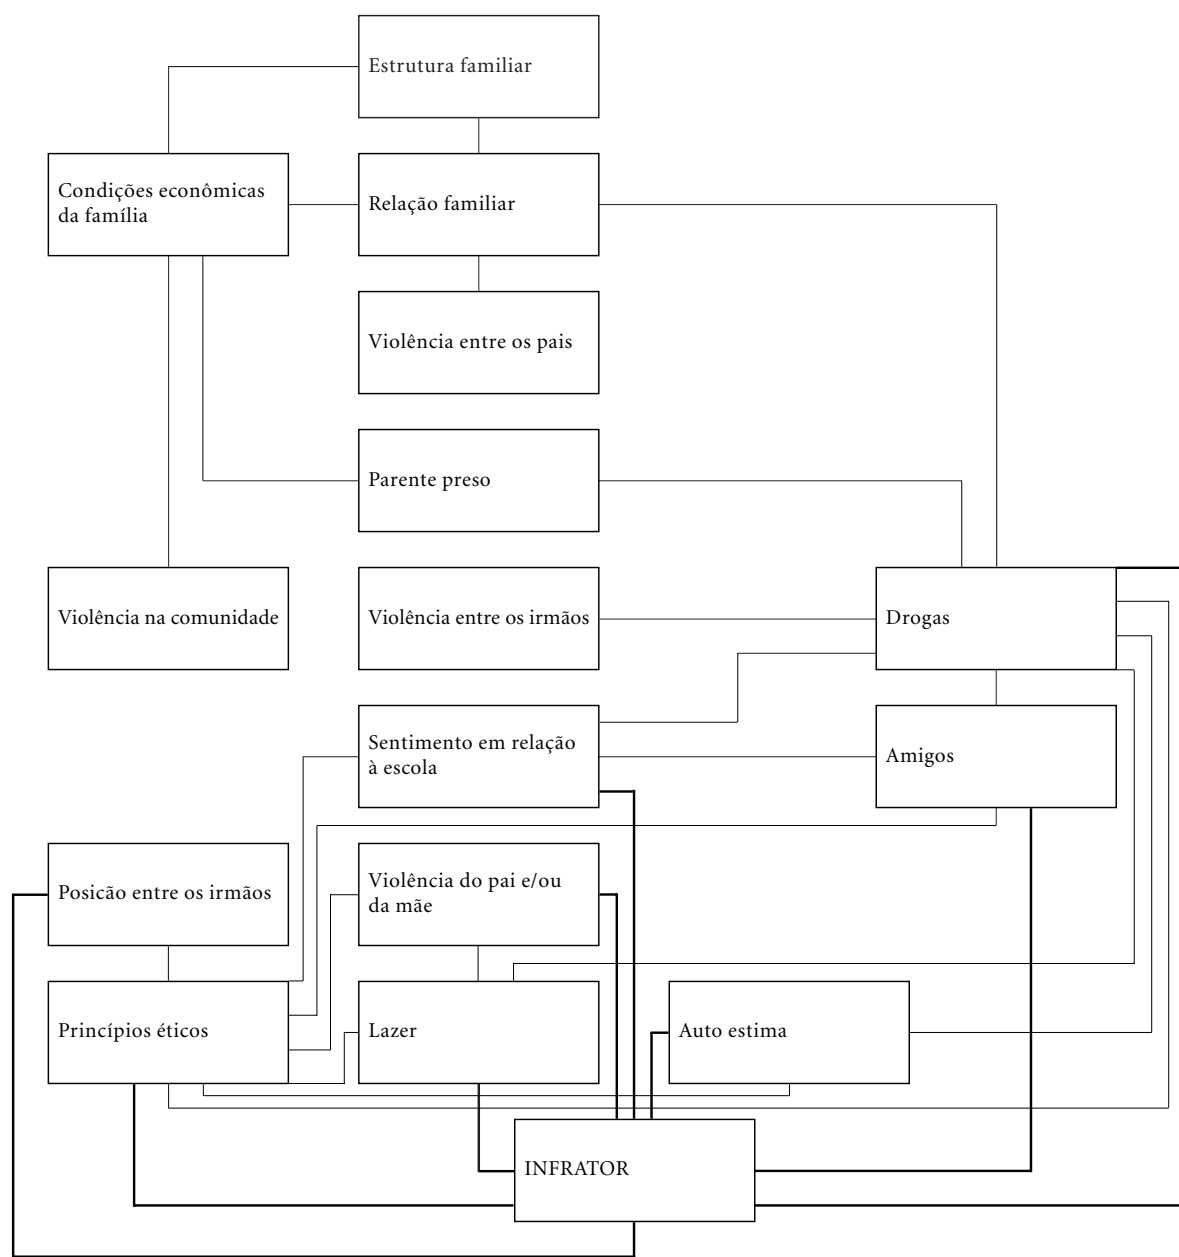 Estrutura familiar
Condições econômicas
da família
Relação familiar
Violência entre os pais
Parente preso
Violência na comunidade
Violência entre os irmãos
Drogas
Sentimento em relação
à escola
Amigos
Posicão entre os irmãos
Violência do pai e/ou
da mãe
Princípios éticos
Lazer
Auto estima
INFRATOR